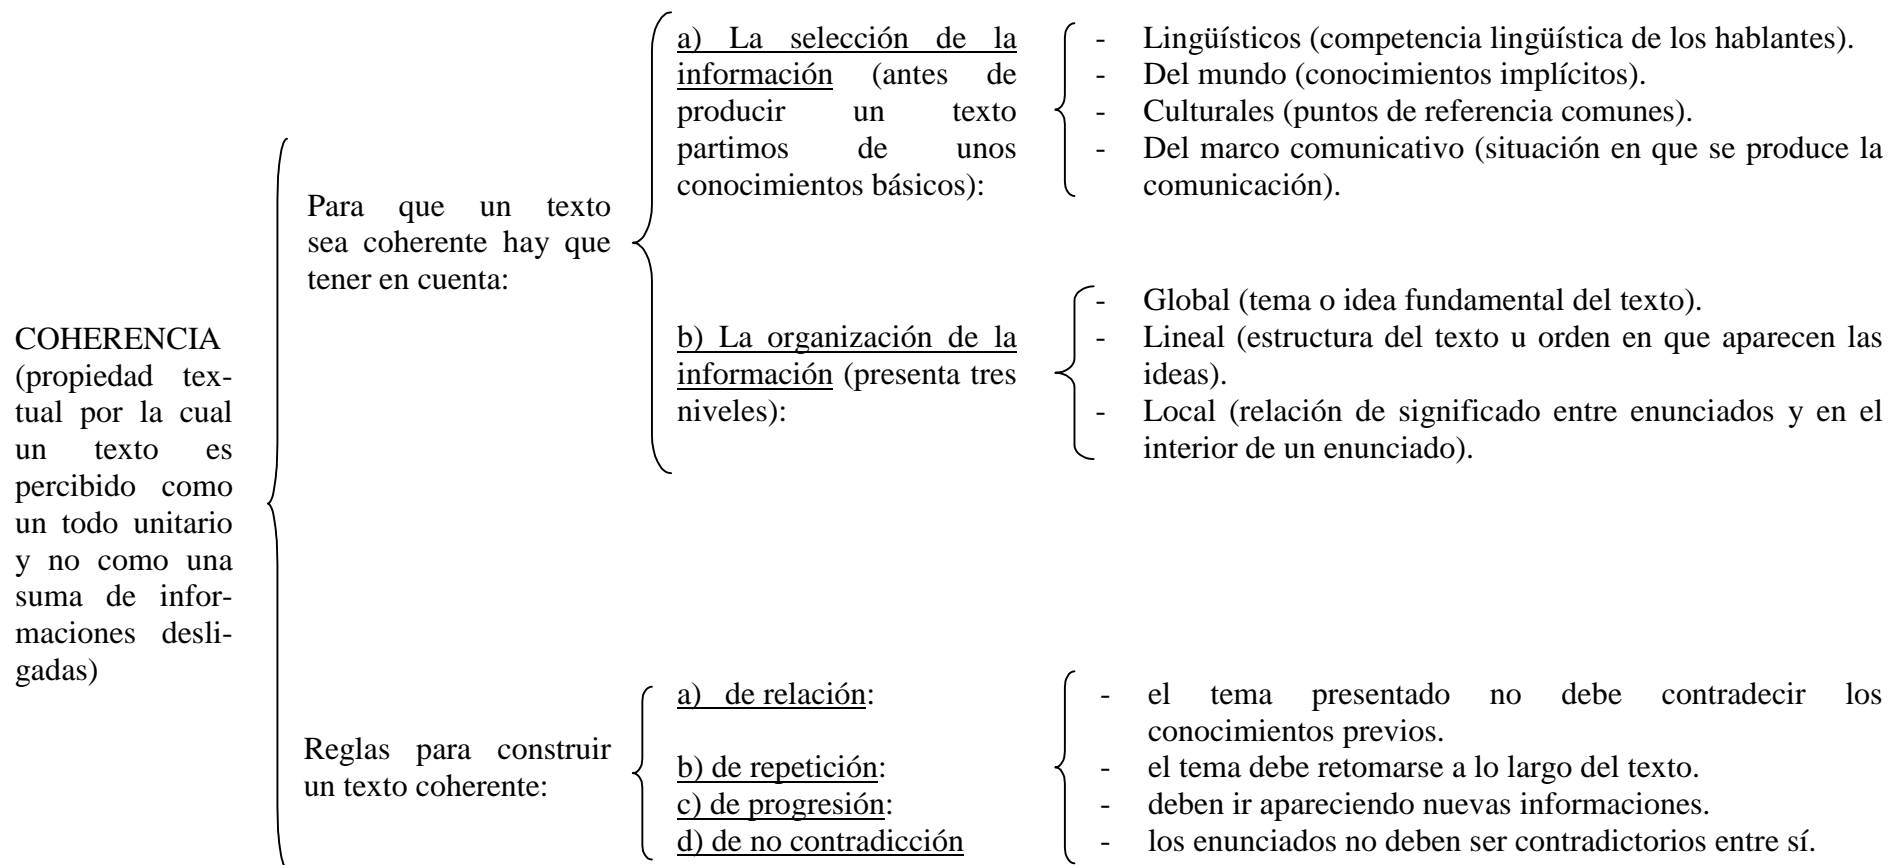 COHERENCIA
(propiedad tex-
tual por la cual
un texto es
percibido como
un todo unitario
y no como una
suma de infor-
maciones desli-
gadas)
Para que un texto
sea coherente hay que
tener en cuenta:
a) La selección de la
información (antes de
producir un texto
partimos de unos
conocimientos básicos):
- Lingüísticos (competencia lingüística de los hablantes).
- Del mundo (conocimientos implícitos).
- Culturales (puntos de referencia comunes).
- Del marco comunicativo (situación en que se produce la
comunicación).
b) La organización de la
información (presenta tres
niveles):
- Global (tema o idea fundamental del texto).
- Lineal (estructura del texto u orden en que aparecen las
ideas).
- Local (relación de significado entre enunciados y en el
interior de un enunciado).
Reglas para construir
un texto coherente:
a) de relación:
b) de repetición:
c) de progresión:
d) de no contradicción
- el tema presentado no debe contradecir los
conocimientos previos.
- el tema debe retomarse a lo largo del texto.
- deben ir apareciendo nuevas informaciones.
- los enunciados no deben ser contradictorios entre sí.